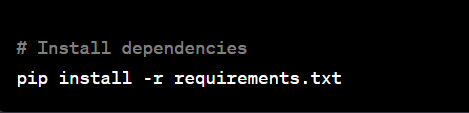 # Install dependencies
pip install -r requirements.txt